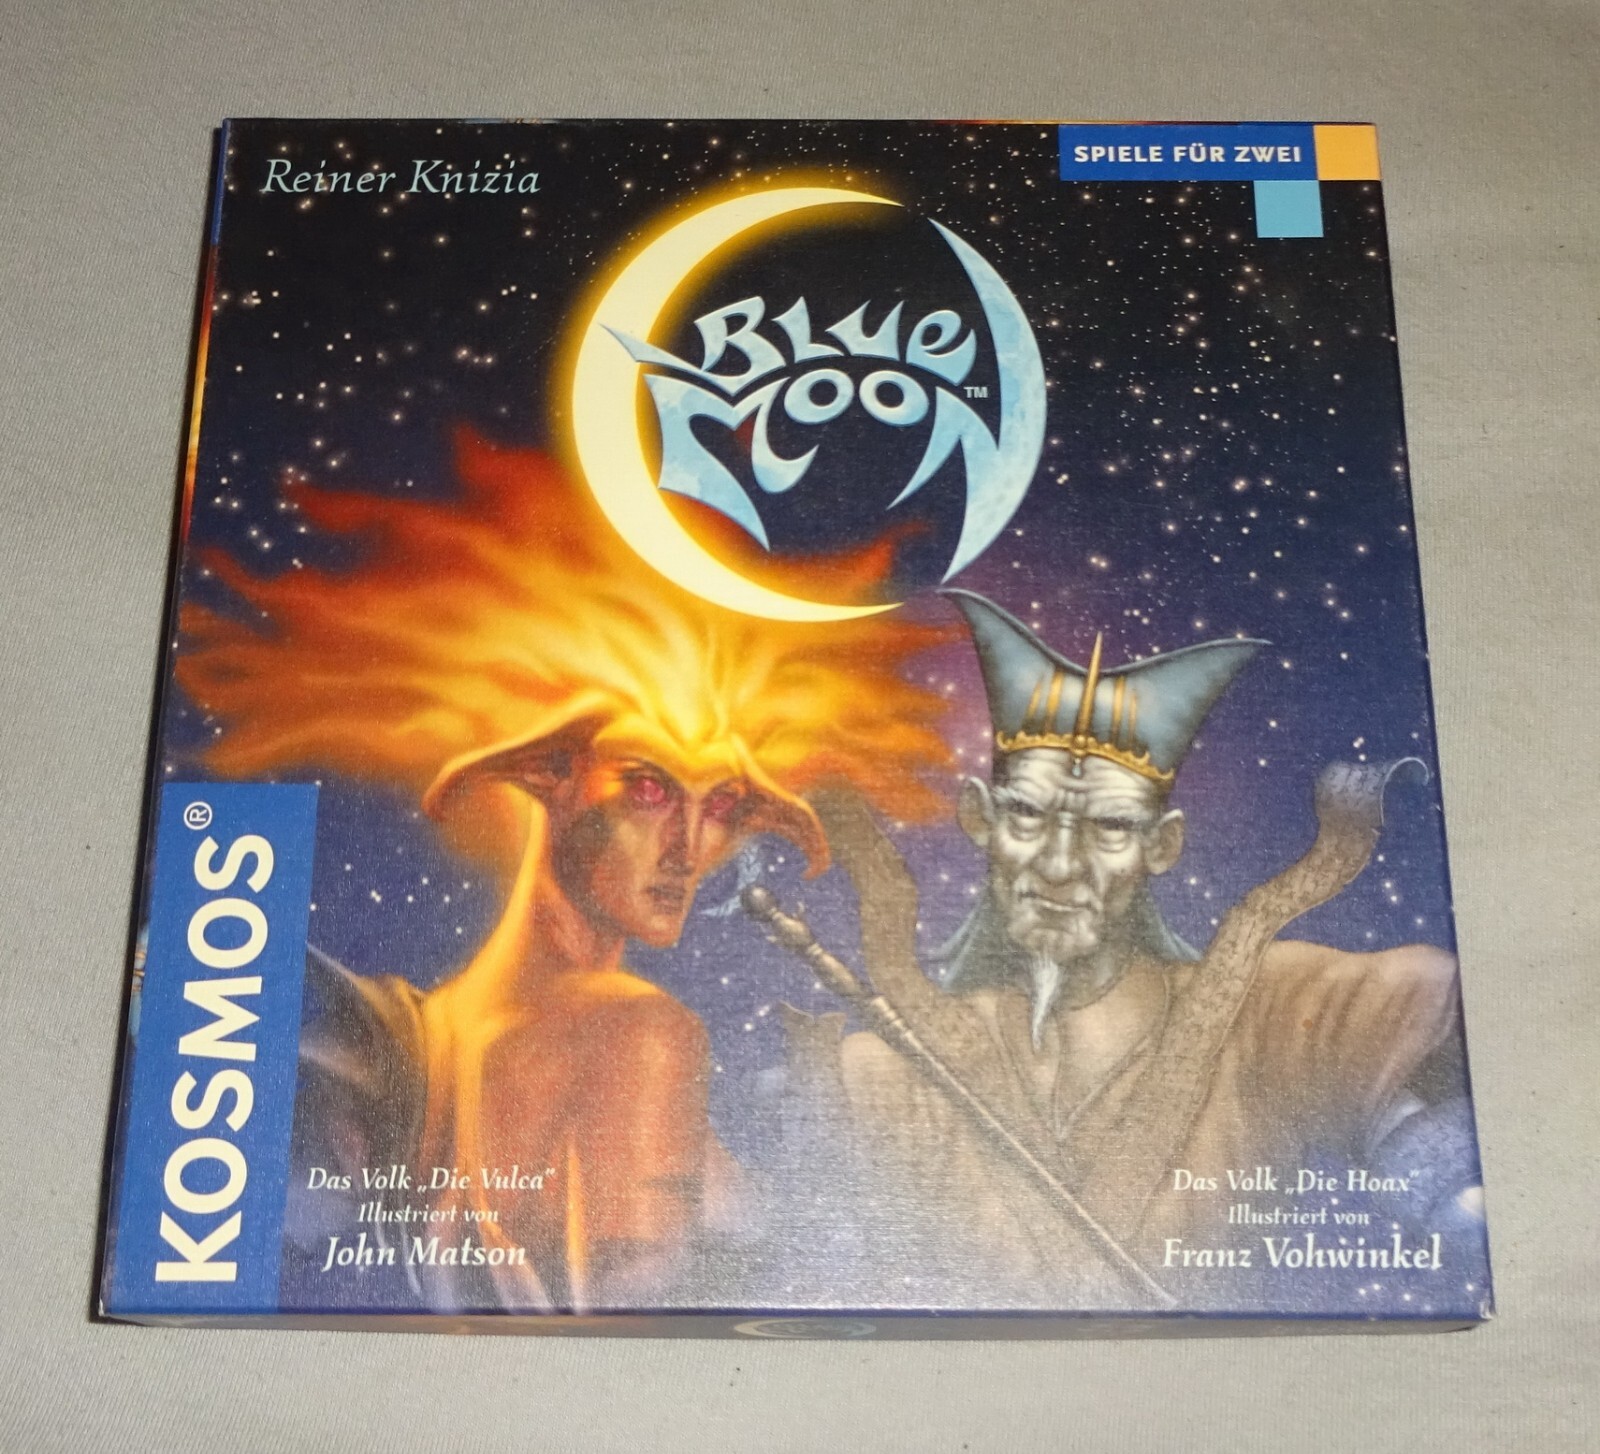 Reiner Knizia
SPIELE FÜR ZWEI
BLUE
MOON™
KOSMOS®
Das Volk „Die Vulca"
Illustriert von
John Matson
Das Volk „Die Hoax"
Illustriert von
Franz Vohwinkel